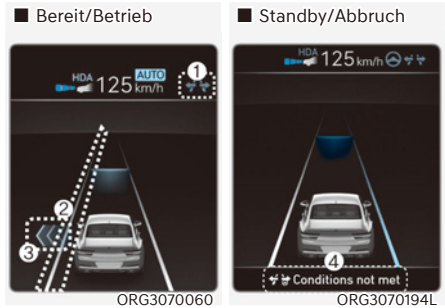 ■ Bereit/Betrieb
HDA 125 km/h AUTO
1
2
3
ORG3070060
■ Standby/Abbruch
HDA 125 km/h
4
Conditions not met
ORG3070194L